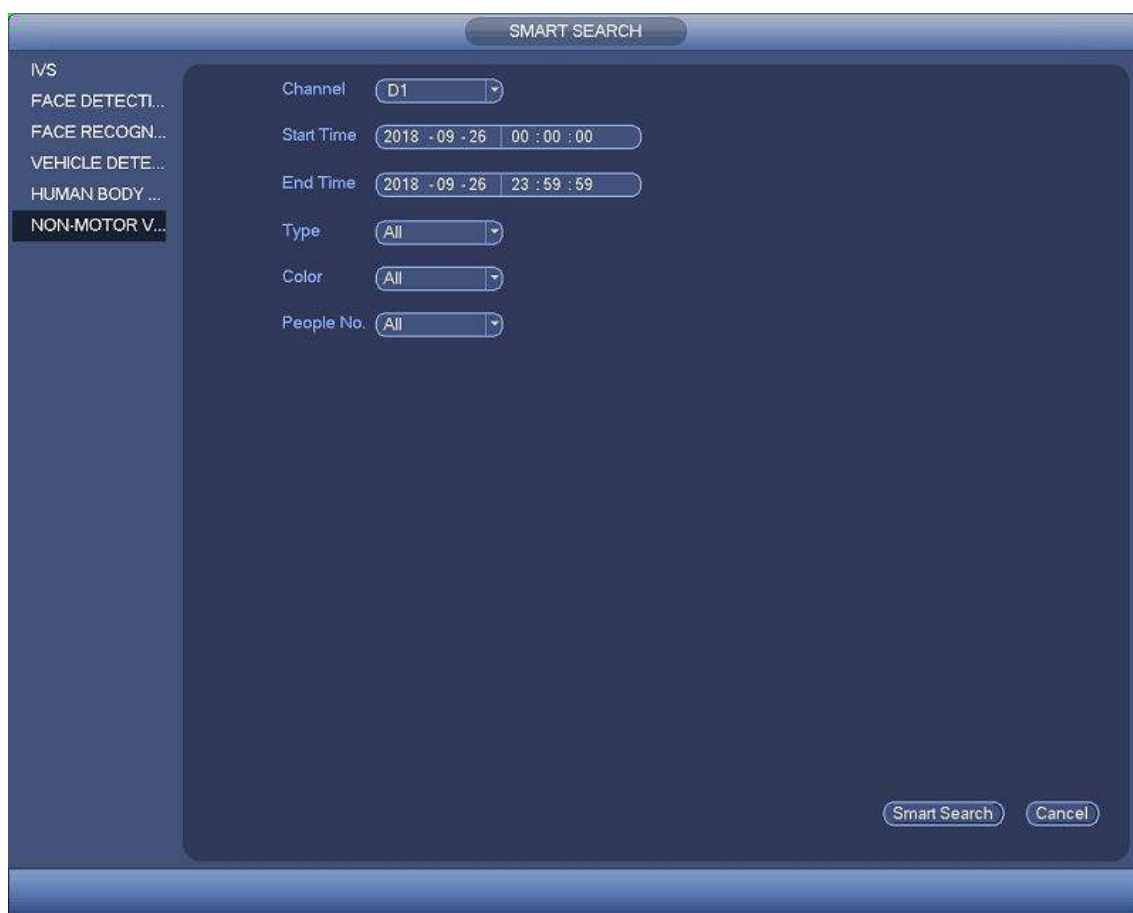 SMART SEARCH
IVS
FACE DETECTI...
FACE RECOGN...
VEHICLE DETE...
HUMAN BODY ...
NON-MOTOR V...
Channel D1
Start Time 2018 - 09 - 26 00 : 00 : 00
End Time 2018 - 09 - 26 23 : 59 : 59
Type All
Color All
People No. All
Smart Search Cancel